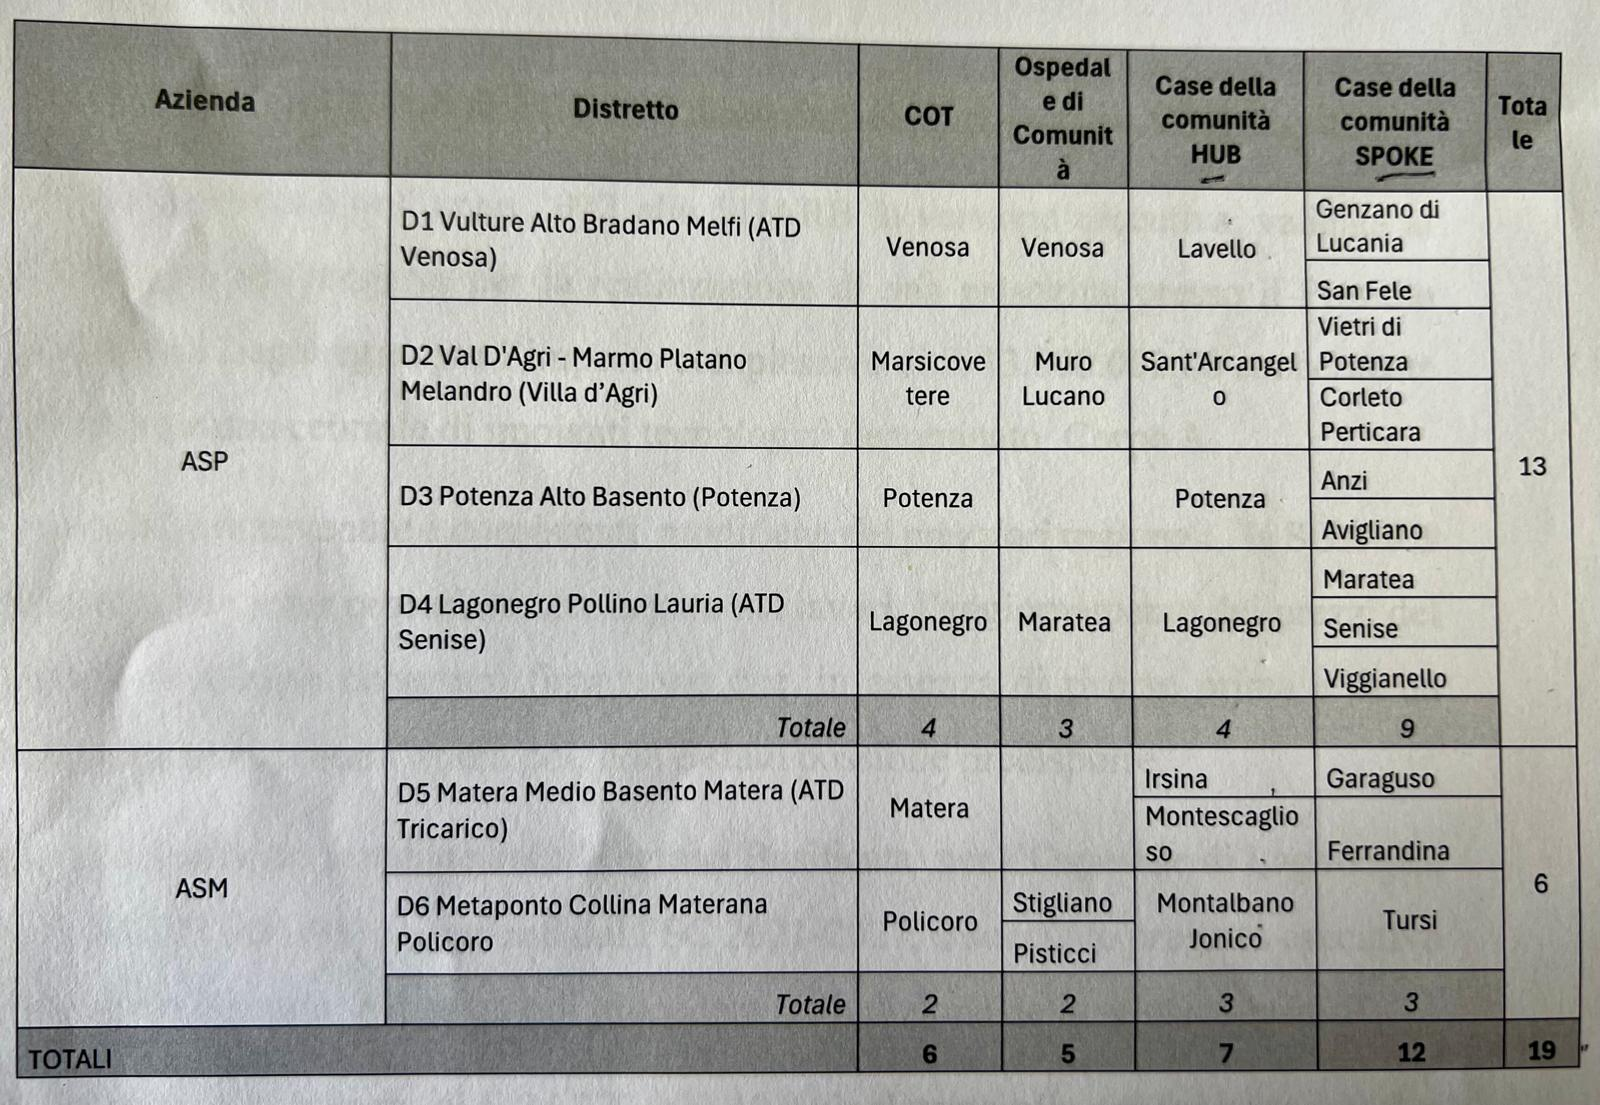 Azienda
Distretto
COT
Ospedal
e di
Comunit
à
Case della
comunità
HUB
Case della
comunità
SPOKE
Tota
le
ASP
D1 Vulture Alto Bradano Melfi (ATD
Venosa)
Venosa
Venosa
Lavello
Genzano di
Lucania
San Fele
D2 Val D'Agri - Marmo Platano
Melandro (Villa d’Agri)
Marsicove
tere
Muro
Lucano
Sant'Arcangel
o
Vietri di
Potenza
Corleto
Perticara
D3 Potenza Alto Basento (Potenza)
Potenza
Potenza
Anzi
Avigliano
D4 Lagonegro Pollino Lauria (ATD
Senise)
Lagonegro
Maratea
Lagonegro
Maratea
Senise
Viggianello
Totale
4
3
4
9
13
ASM
D5 Matera Medio Basento Matera (ATD
Tricarico)
Matera
Irsina
Montescaglio
so
Garaguso
Ferrandina
D6 Metaponto Collina Materana
Policoro
Policoro
Stigliano
Pisticci
Montalbano
Jonico
Tursi
Totale
2
2
3
3
6
TOTALI
6
5
7
12
19